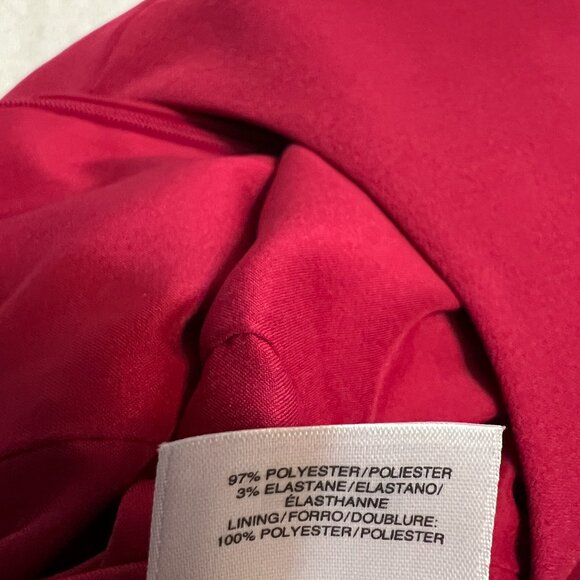 97% POLYESTER/POLIESTER
3% ELASTANE/ELASTANO/
ÉLASTHANNE
LINING/FORRO/DOUBLURE:
100% POLYESTER/POLIESTER